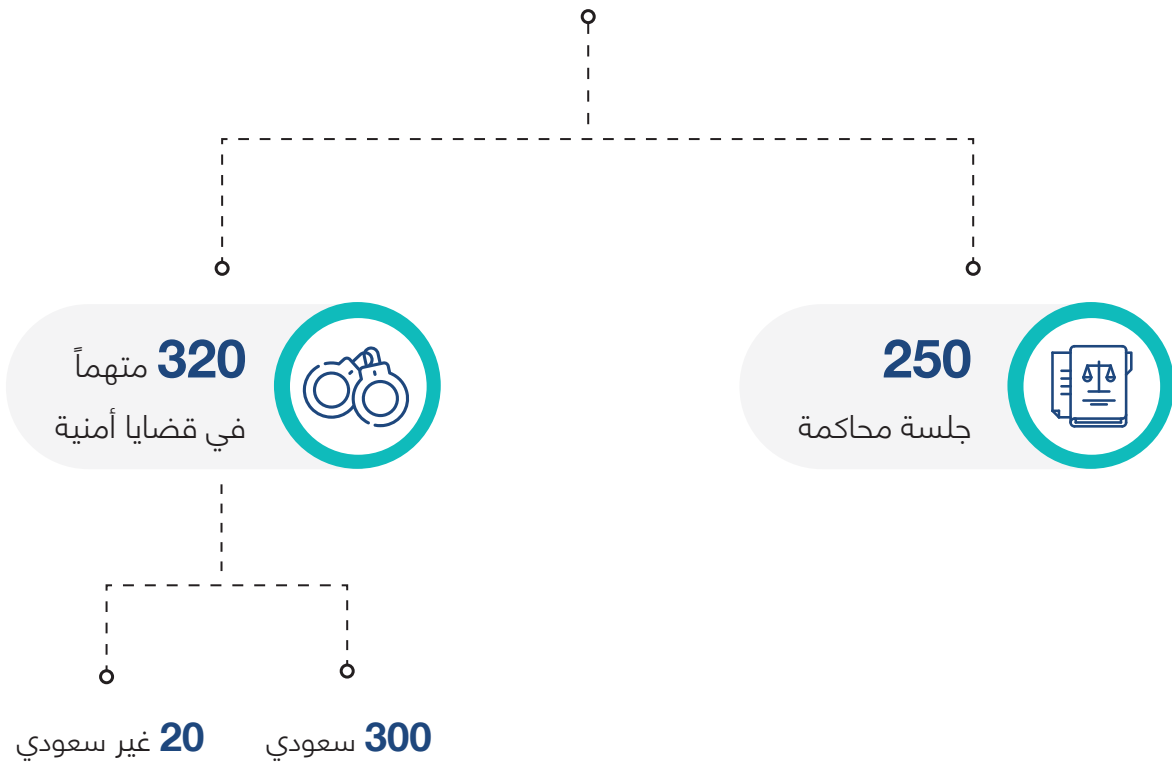 250
جلسة محاكمة
320 متهماً
في قضايا أمنية
300 سعودي
20 غير سعودي